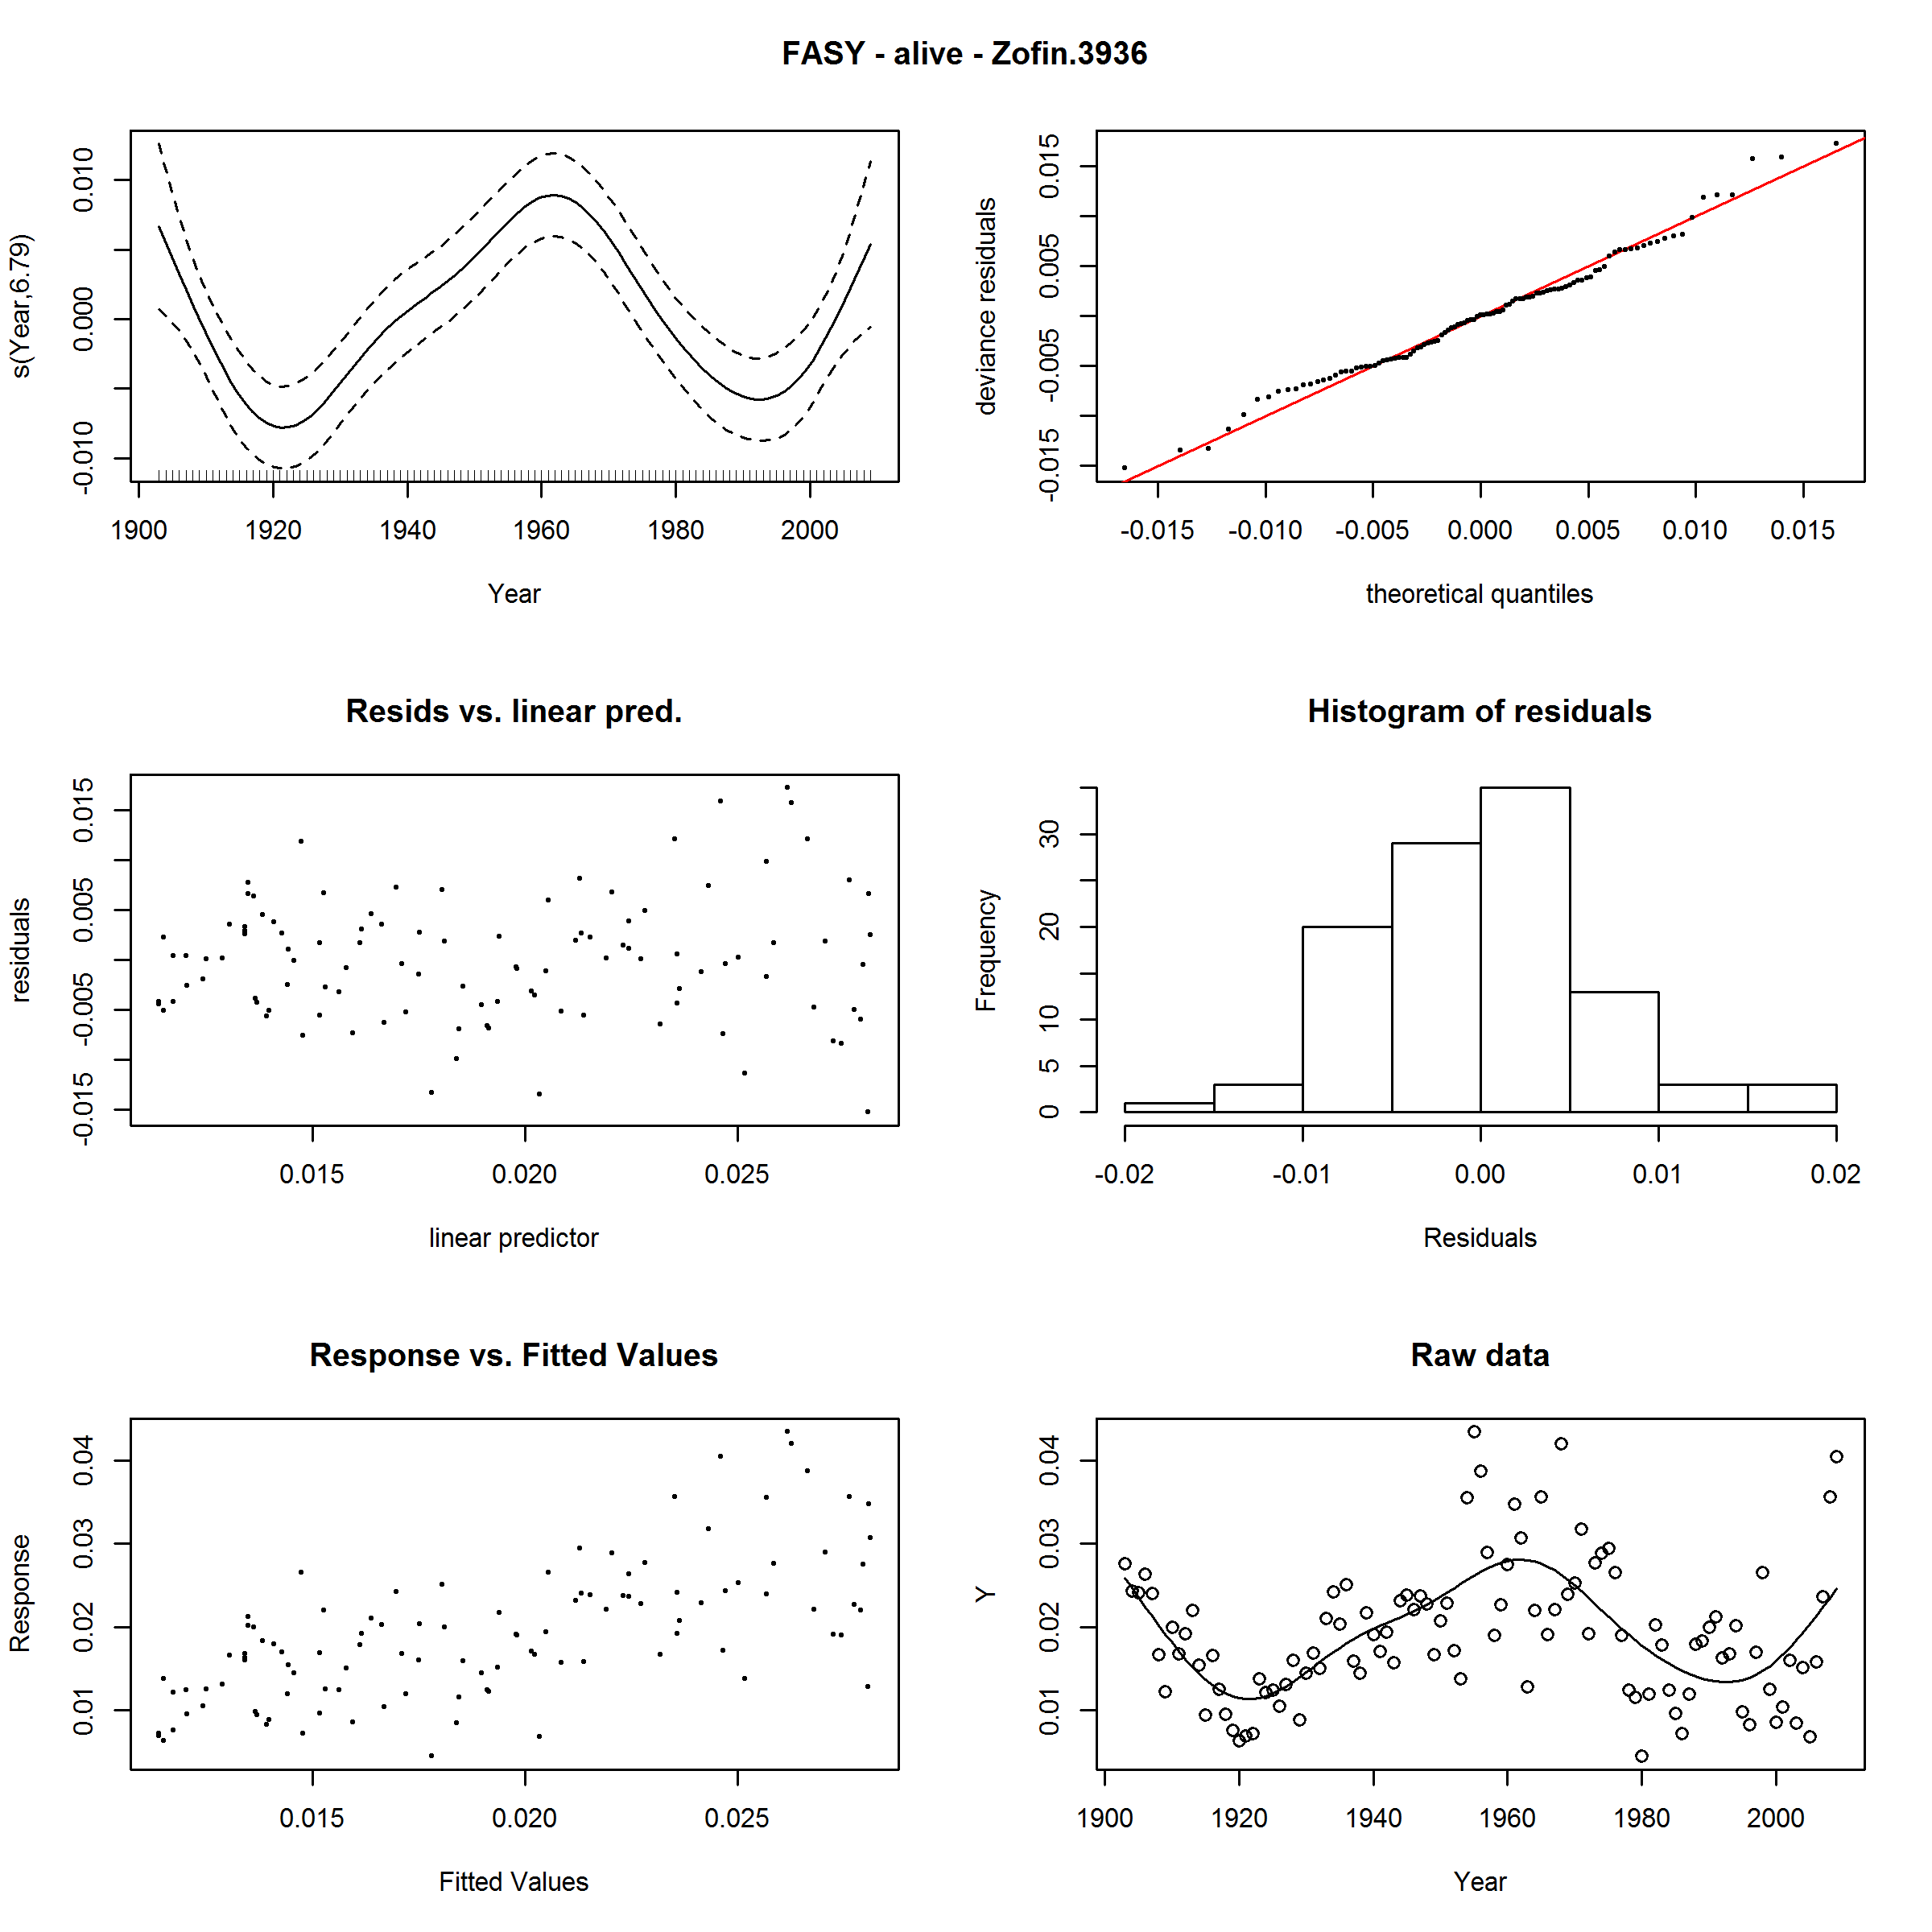 FASY - alive - Zofin.3936
s(Year,6.79)
0.010
0.000
-0.010
1900 1920 1940 1960 1980 2000
Year
deviance residuals
0.015
0.005
-0.005
-0.015
-0.015 -0.010 -0.005 0.000 0.005 0.010 0.015
theoretical quantiles
Resids vs. linear pred.
residuals
0.015
0.005
-0.005
-0.015
0.015 0.020 0.025
linear predictor
Histogram of residuals
Frequency
30
20
10
5
0
-0.02 -0.01 0.00 0.01 0.02
Residuals
Response vs. Fitted Values
Response
0.04
0.03
0.02
0.01
0.015 0.020 0.025
Fitted Values
Raw data
Y
0.04
0.03
0.02
0.01
1900 1920 1940 1960 1980 2000
Year